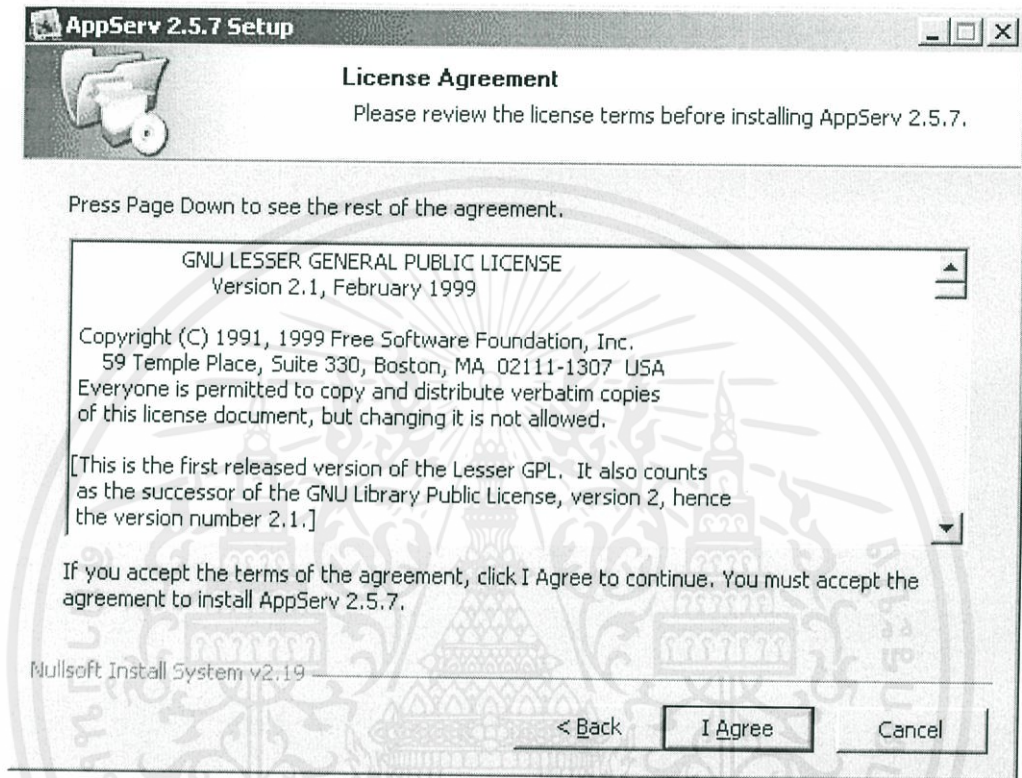 AppServ 2.5.7 Setup
License Agreement
Please review the license terms before installing AppServ 2.5.7.
Press Page Down to see the rest of the agreement.
GNU LESSER GENERAL PUBLIC LICENSE
Version 2.1, February 1999
Copyright (C) 1991, 1999 Free Software Foundation, Inc.
59 Temple Place, Suite 330, Boston, MA 02111-1307 USA
Everyone is permitted to copy and distribute verbatim copies
of this license document, but changing it is not allowed.
[This is the first released version of the Lesser GPL. It also counts
as the successor of the GNU Library Public License, version 2, hence
the version number 2.1.]
If you accept the terms of the agreement, click I Agree to continue. You must accept the
agreement to install AppServ 2.5.7.
Nullsoft Install System v2.19
< Back
I Agree
Cancel